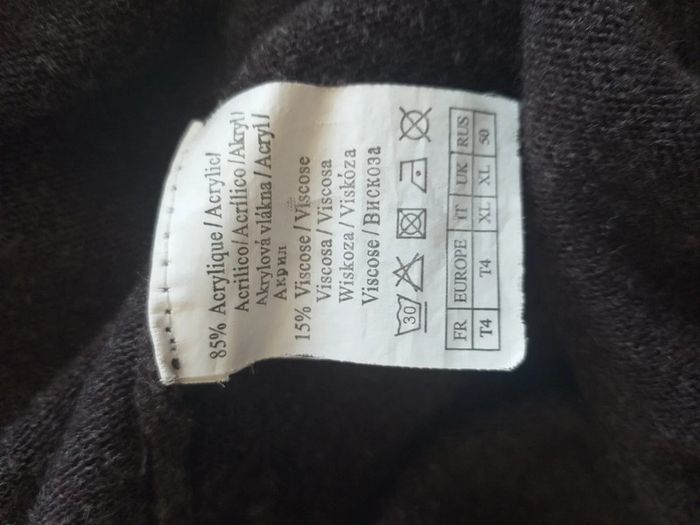 85% Acrylique/Acrylic/
Acrilico/Acrílico/Akryl/
Akrylová vlákna/Acryl/
Акрил
15% Viscose/Viscose
Viscosa/Viscosa
Wiskoza/Viskóza
Viscose/Вискоза
30
FR EUROPE IT UK RUS
T4 T4 XL XL 50